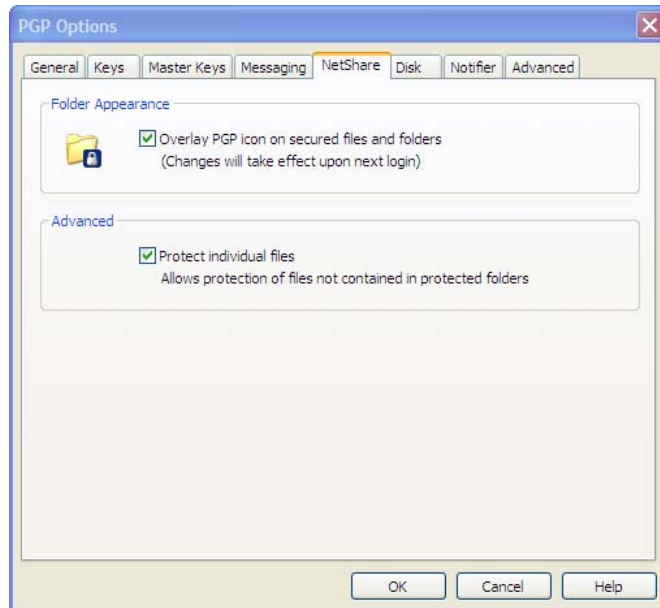 PGP Options
General Keys Master Keys Messaging NetShare Disk Notifier Advanced
Folder Appearance
Overlay PGP icon on secured files and folders
(Changes will take effect upon next login)
Advanced
Protect individual files
Allows protection of files not contained in protected folders
OK Cancel Help